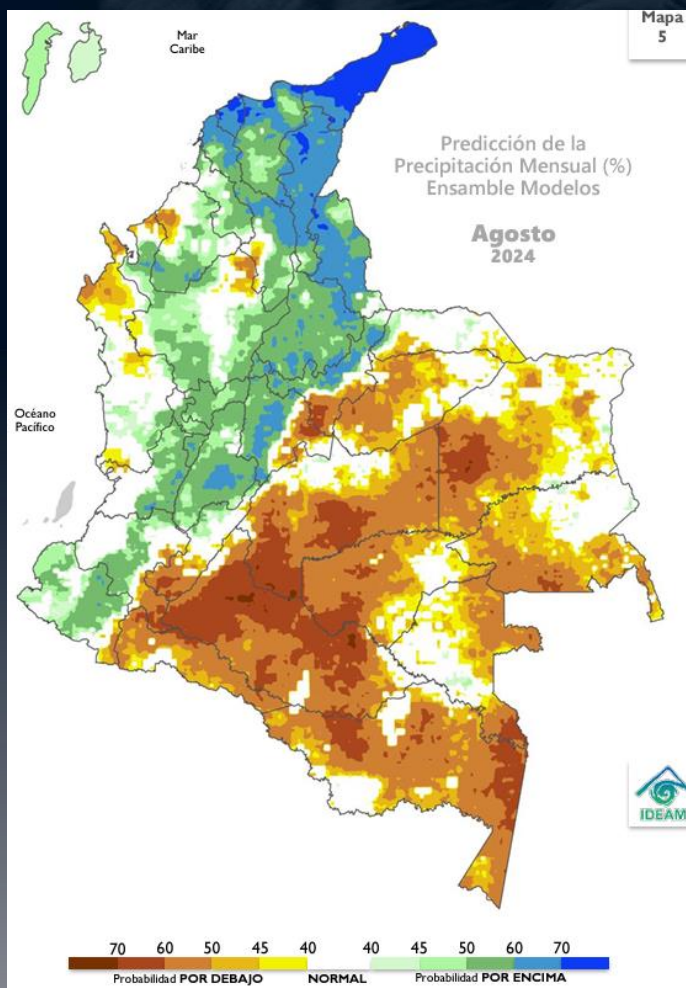 Mapa
5
Mar
Caribe
Predicción de la
Precipitación Mensual (%)
Ensamble Modelos
Agosto
2024
Océano
Pacífico
IDEAM
70 60 50 45 40 40 45 50 60 70
Probabilidad POR DEBAJO NORMAL Probabilidad POR ENCIMA